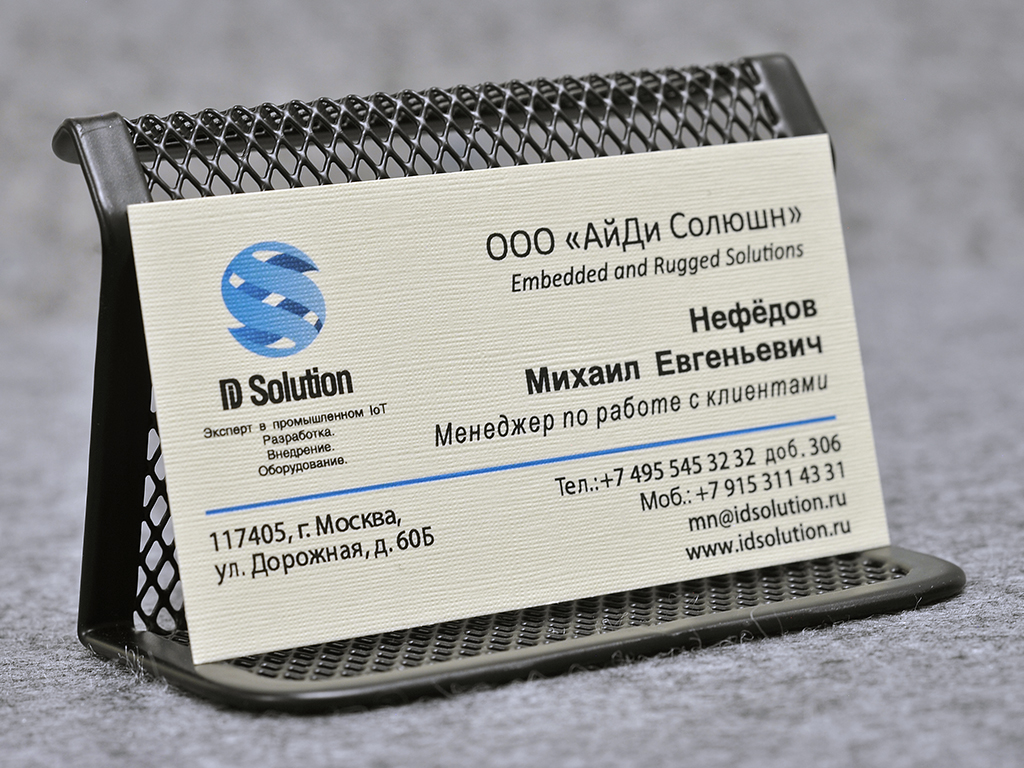 ООО «АйДи Солюшн»
Embedded and Rugged Solutions
Нефёдов
Михаил Евгеньевич
Менеджер по работе с клиентами
ID Solution
Эксперт в промышленном IoT
Разработка.
Внедрение.
Оборудование.
Тел.:+7 495 545 32 32 доб. 306
Моб.: +7 915 311 43 31
mn@idsolution.ru
www.idsolution.ru
117405, г. Москва,
ул. Дорожная, д. 60Б